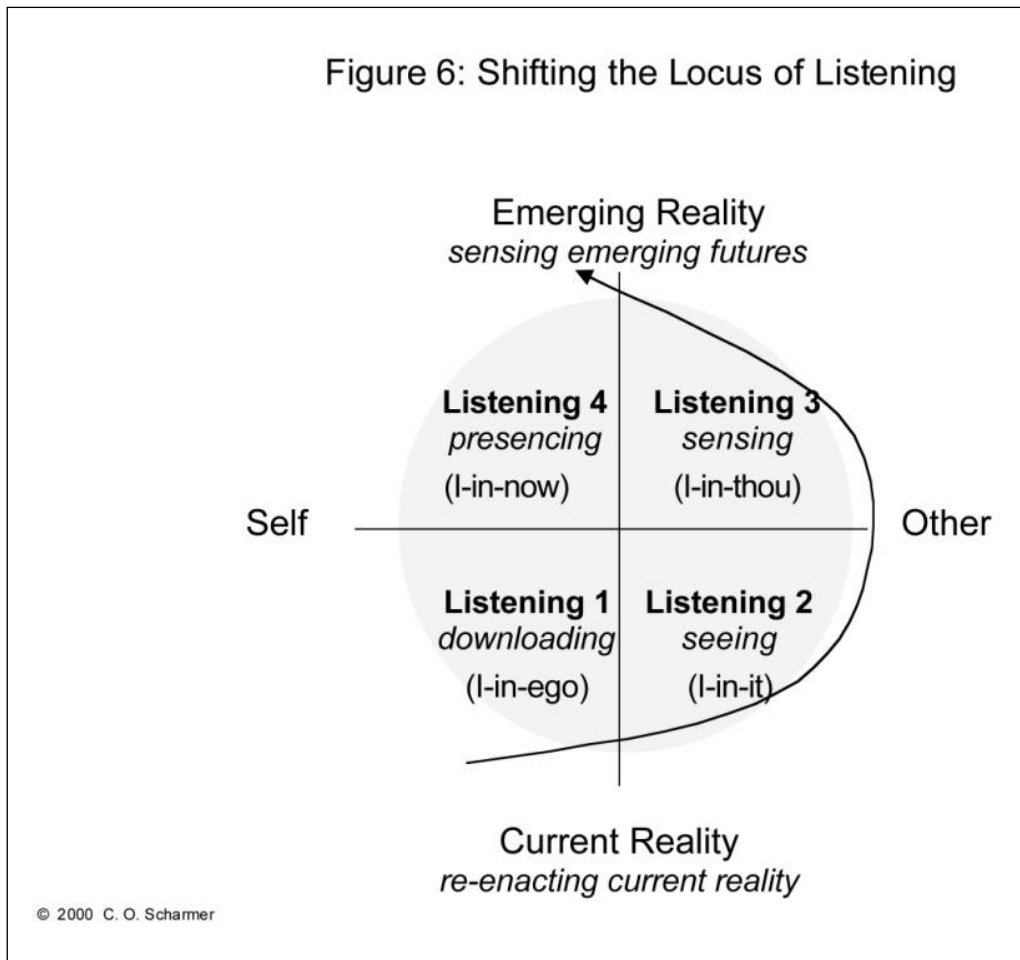 Figure 6: Shifting the Locus of Listening
Emerging Reality
sensing emerging futures
Listening 4
presencing
(I-in-now)
Listening 3
sensing
(I-in-thou)
Self
Other
Listening 1
downloading
(I-in-ego)
Listening 2
seeing
(I-in-it)
Current Reality
re-enacting current reality
© 2000 C. O. Scharmer